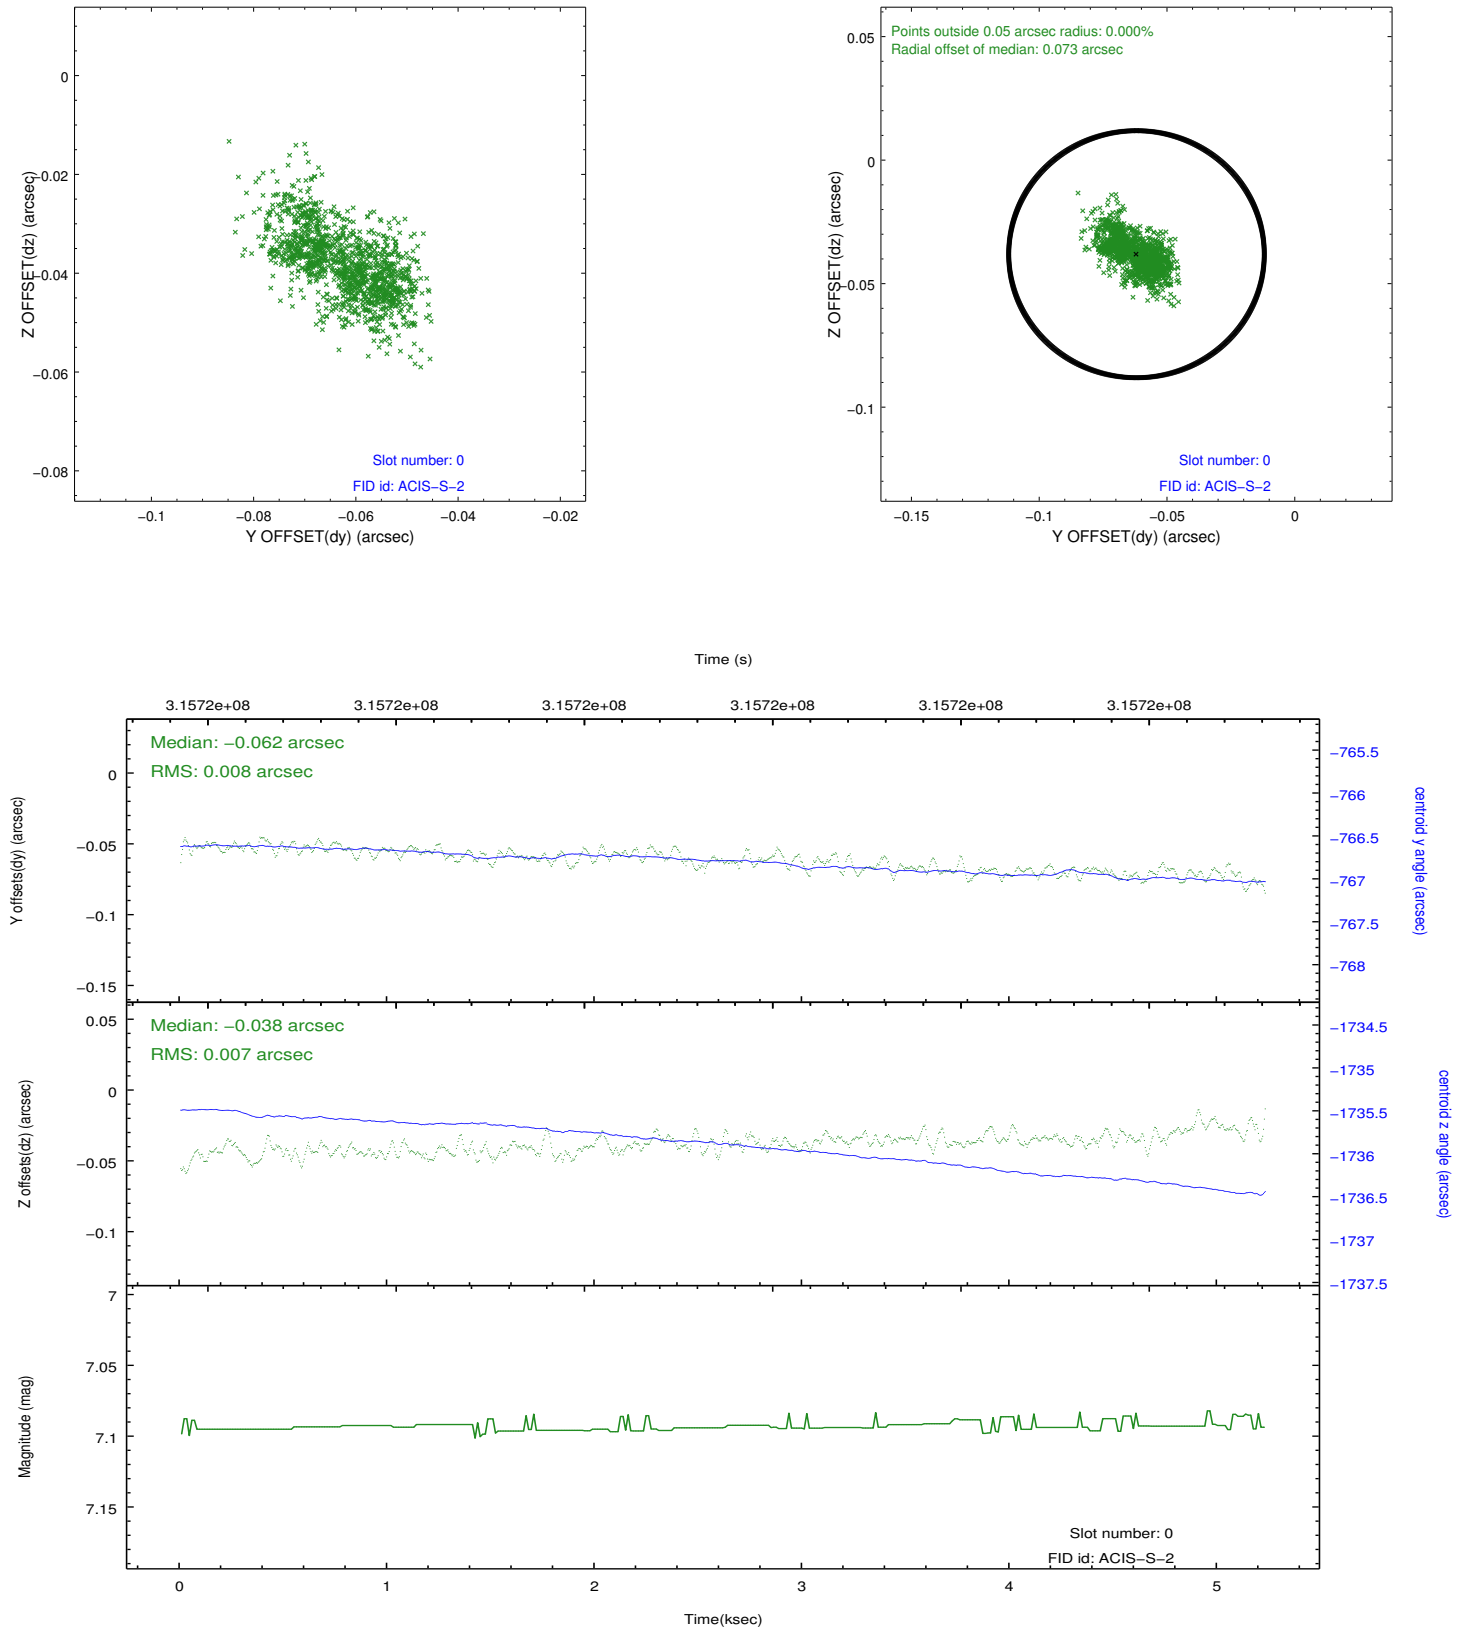 0
−0.02
−0.04
−0.06
−0.08
Z OFFSET(dz) (arcsec)
Slot number: 0
FID id: ACIS−S−2
−0.1
−0.08
−0.06
−0.04
−0.02
Y OFFSET(dy) (arcsec)
Points outside 0.05 arcsec radius: 0.000%
Radial offset of median: 0.073 arcsec
0.05
0
−0.05
−0.1
Z OFFSET(dz) (arcsec)
Slot number: 0
FID id: ACIS−S−2
−0.15
−0.1
−0.05
0
Y OFFSET(dy) (arcsec)
Time (s)
3.1572e+08
3.1572e+08
3.1572e+08
3.1572e+08
3.1572e+08
3.1572e+08
Median: −0.062 arcsec
RMS: 0.008 arcsec
0
−0.05
−0.1
−0.15
Y offsets(dy) (arcsec)
−765.5
−766
−766.5
−767
−767.5
−768
centroid y angle (arcsec)
Median: −0.038 arcsec
RMS: 0.007 arcsec
0.05
0
−0.05
−0.1
Z offsets(dz) (arcsec)
−1734.5
−1735
−1735.5
−1736
−1736.5
−1737
−1737.5
centroid z angle (arcsec)
7
7.05
7.1
7.15
Magnitude (mag)
Slot number: 0
FID id: ACIS−S−2
0
1
2
3
4
5
Time(ksec)